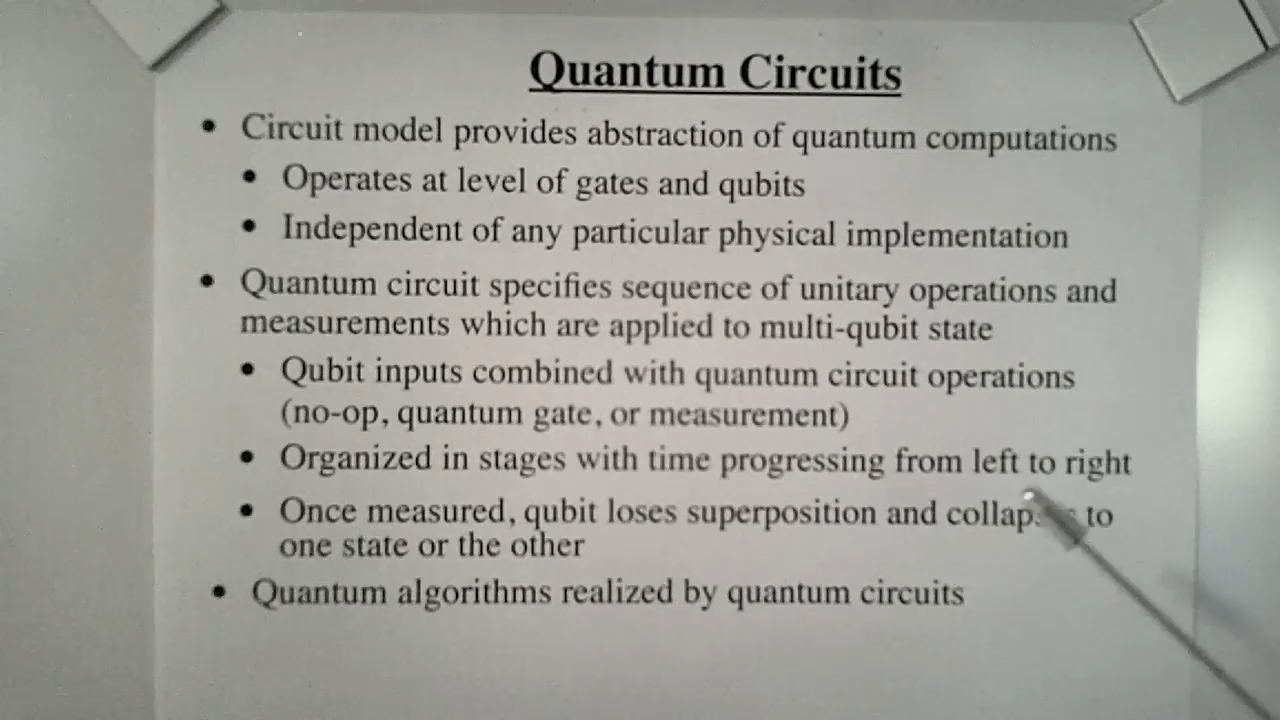 Quantum Circuits
• Circuit model provides abstraction of quantum computations
• Operates at level of gates and qubits
• Independent of any particular physical implementation
• Quantum circuit specifies sequence of unitary operations and
measurements which are applied to multi-qubit state
• Qubit inputs combined with quantum circuit operations
(no-op, quantum gate, or measurement)
• Organized in stages with time progressing from left to right
• Once measured, qubit loses superposition and to
one state or the other
• Quantum algorithms realized by quantum circuits